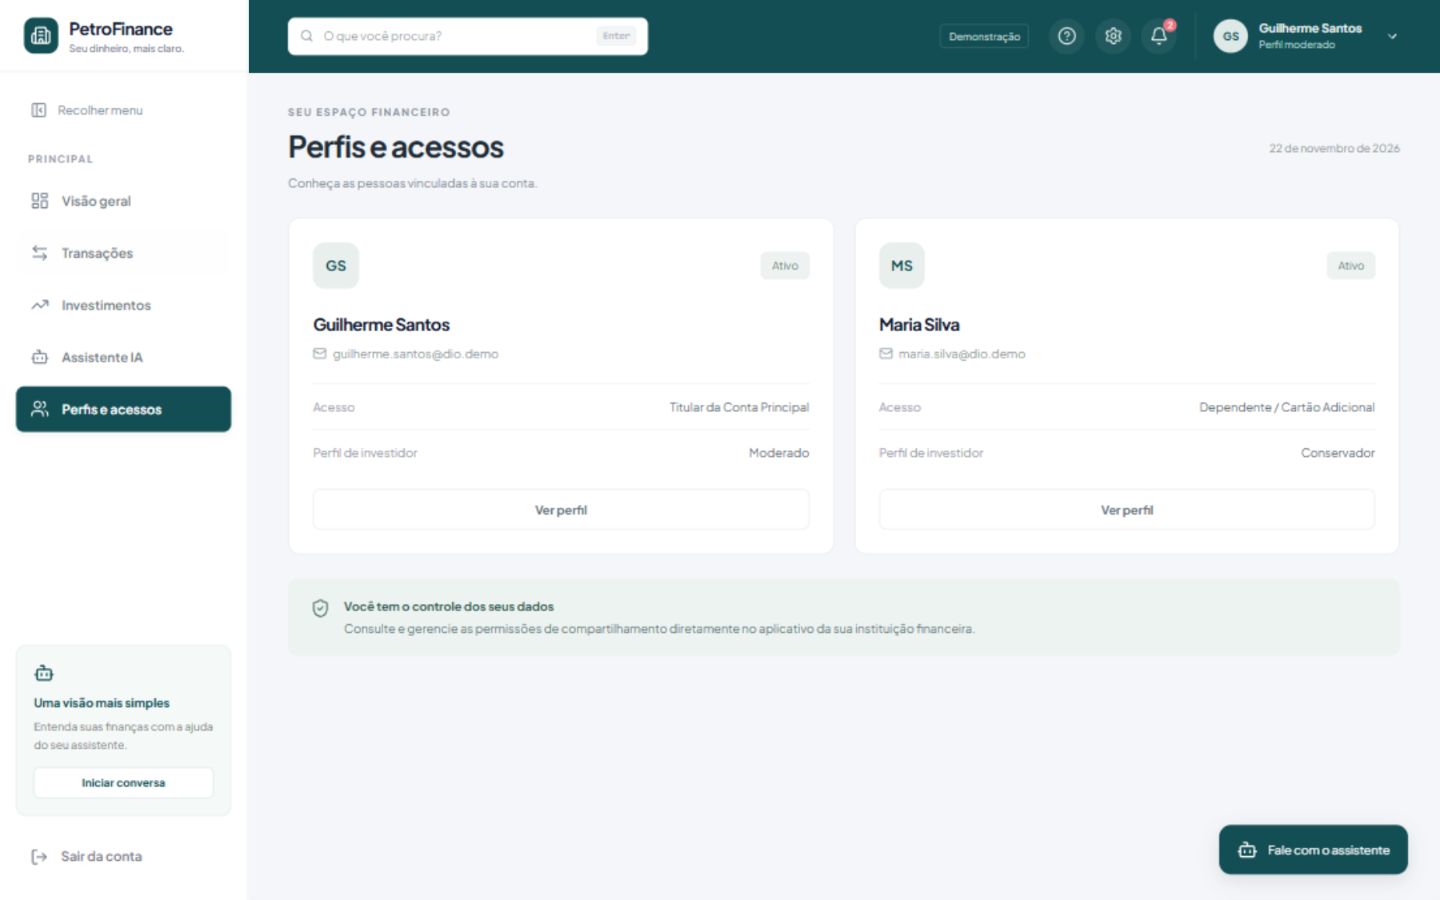 PetroFinance
Seu dinheiro, mais claro.
O que você procura?
Enter
Demonstração
2
GS
Guilherme Santos
Perfil moderado
Recolher menu
PRINCIPAL
Visão geral
Transações
Investimentos
Assistente IA
Perfis e acessos
Uma visão mais simples
Entenda suas finanças com a ajuda
do seu assistente.
Iniciar conversa
Sair da conta
SEU ESPAÇO FINANCEIRO
Perfis e acessos
22 de novembro de 2026
Conheça as pessoas vinculadas à sua conta.
GS
Ativo
Guilherme Santos
guilherme.santos@dio.demo
Acesso
Titular da Conta Principal
Perfil de investidor
Moderado
Ver perfil
MS
Ativo
Maria Silva
maria.silva@dio.demo
Acesso
Dependente / Cartão Adicional
Perfil de investidor
Conservador
Ver perfil
Você tem o controle dos seus dados
Consulte e gerencie as permissões de compartilhamento diretamente no aplicativo da sua instituição financeira.
Fale com o assistente